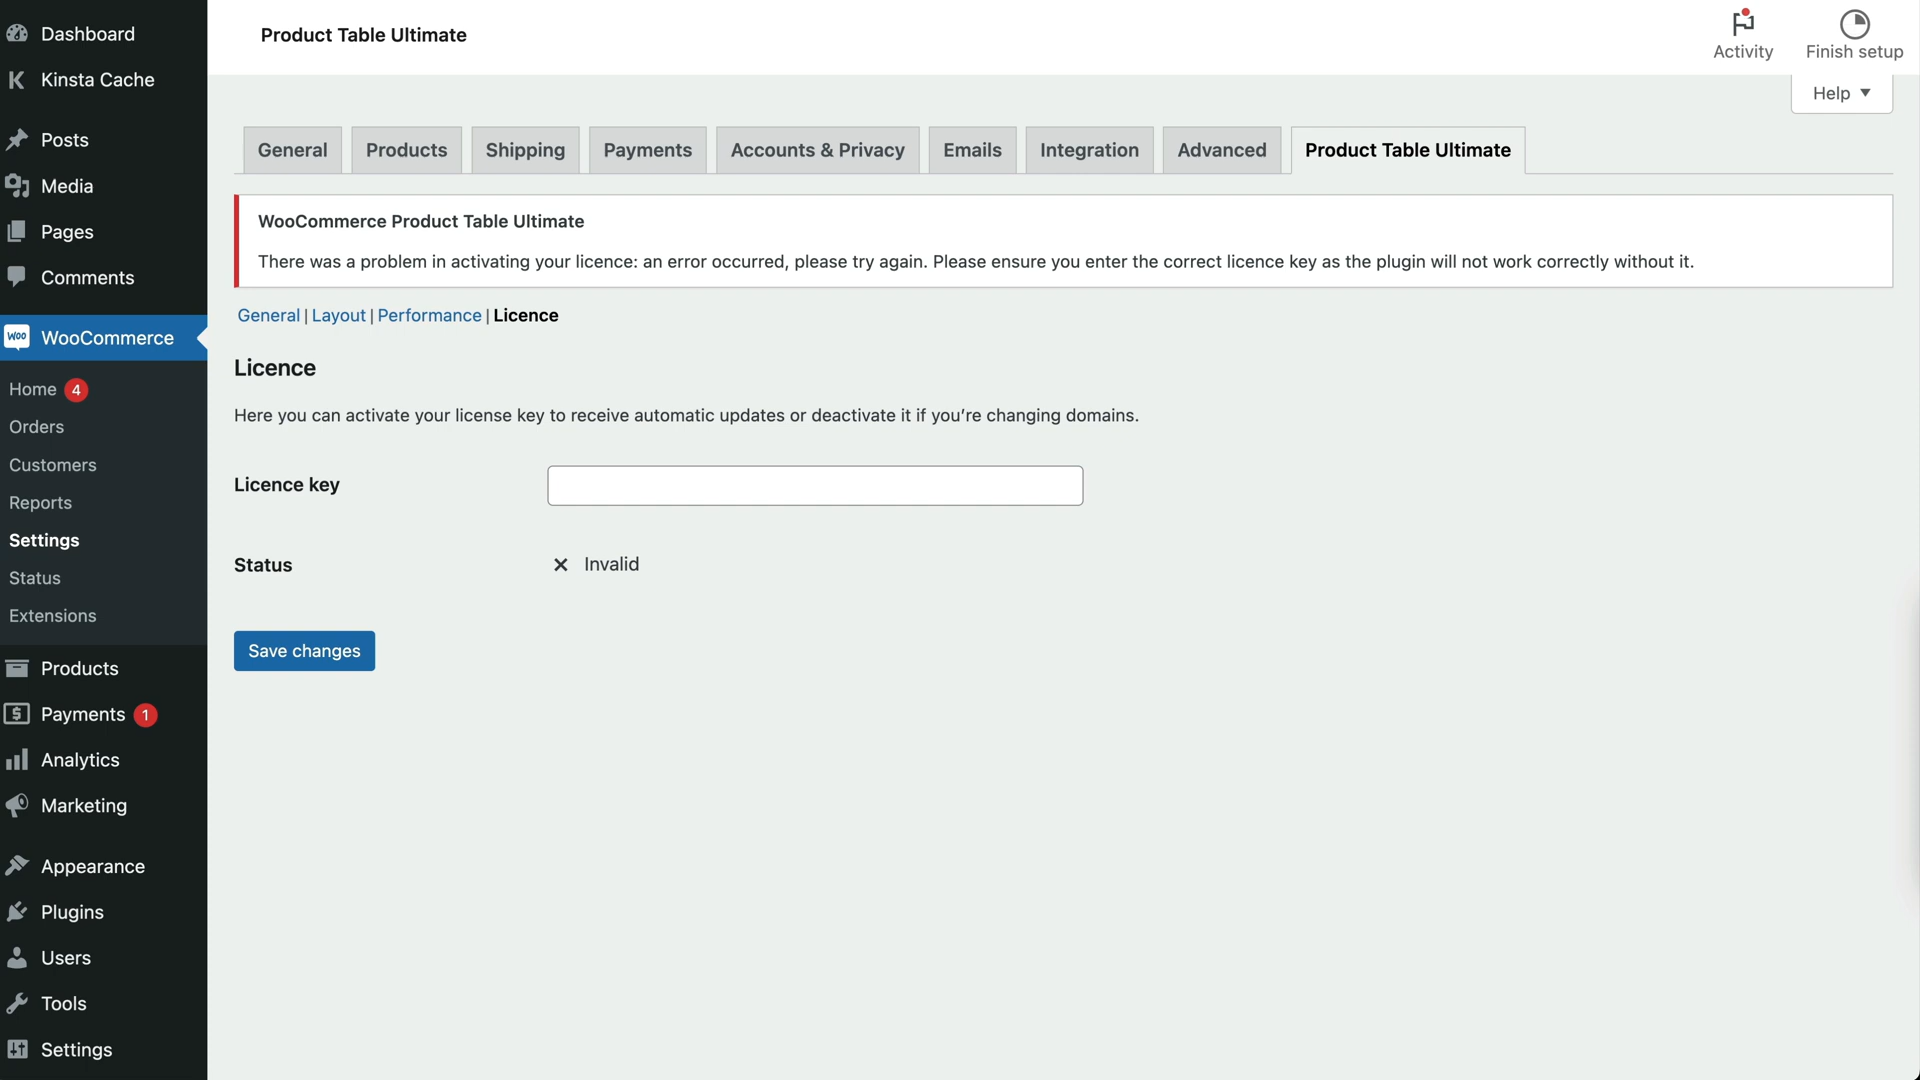 Dashboard
Kinsta Cache
Posts
Media
Pages
Comments
Woo WooCommerce
Home 4
Orders
Customers
Reports
Settings
Status
Extensions
Products
Payments 1
Analytics
Marketing
Appearance
Plugins
Users
Tools
Settings
Product Table Ultimate
Activity
Finish setup
Help ▼
General
Products
Shipping
Payments
Accounts & Privacy
Emails
Integration
Advanced
Product Table Ultimate
WooCommerce Product Table Ultimate
There was a problem in activating your licence: an error occurred, please try again. Please ensure you enter the correct licence key as the plugin will not work correctly without it.
General | Layout | Performance | Licence
Licence
Here you can activate your license key to receive automatic updates or deactivate it if you’re changing domains.
Licence key
Status
✕ Invalid
Save changes